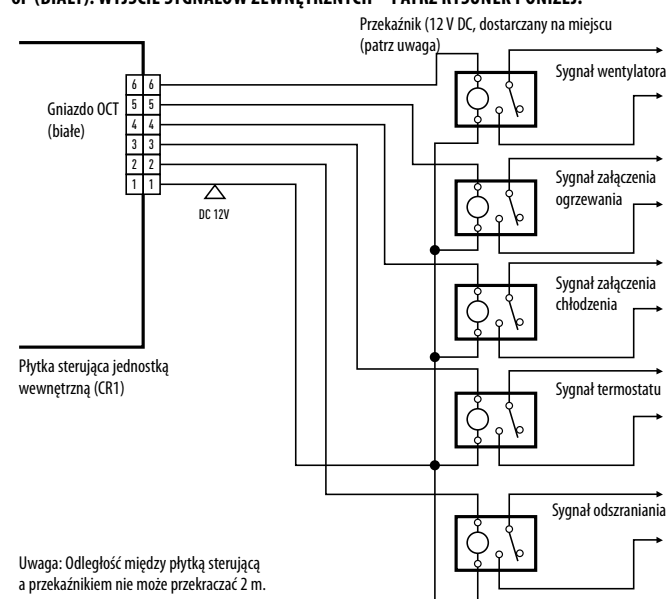 6P (BIAŁY): WYJŚCIE SYGNAŁÓW ZEWNĘTRZNYCH – PATRZ RYSUNEK PONIŻEJ:
Przekaźnik (12 V DC, dostarczany na miejscu
(patrz uwaga)
Sygnał wentylatora
Gniazdo OCT
(białe)
6 6
5 5
4 4
3 3
2 2
1 1
DC 12V
Sygnał załączenia
ogrzewania
Sygnał załączenia
chłodzenia
Płytka sterująca jednostką
wewnętrzną (CR1)
Sygnał termostatu
Sygnał odszraniania
Uwaga: Odległość między płytką sterującą
a przekaźnikiem nie może przekraczać 2 m.